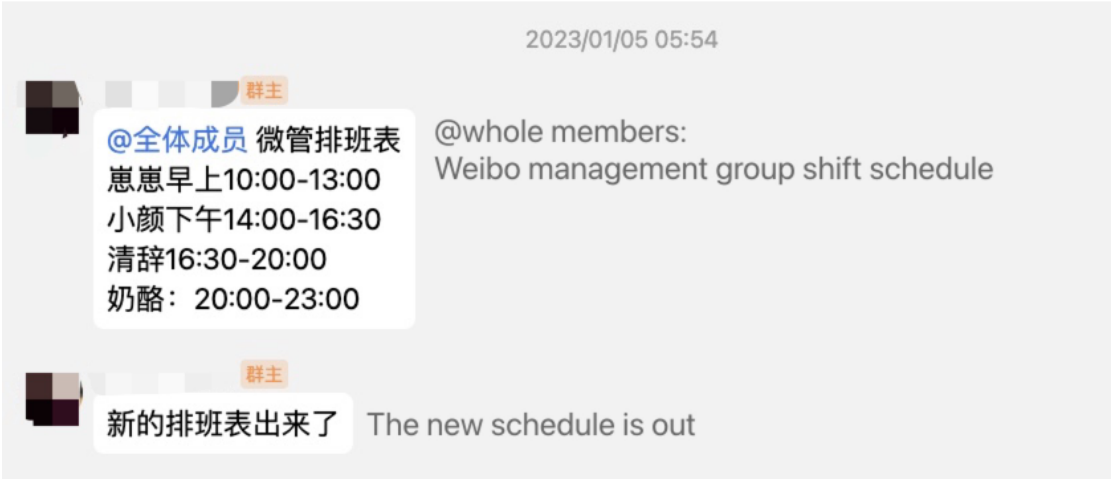 2023/01/05 05:54
群主
@全体成员 微管排班表
崽崽早上10:00-13:00
小颜下午14:00-16:30
清辞16:30-20:00
奶酪：20:00-23:00
@whole members:
Weibo management group shift schedule
群主
新的排班表出来了
The new schedule is out